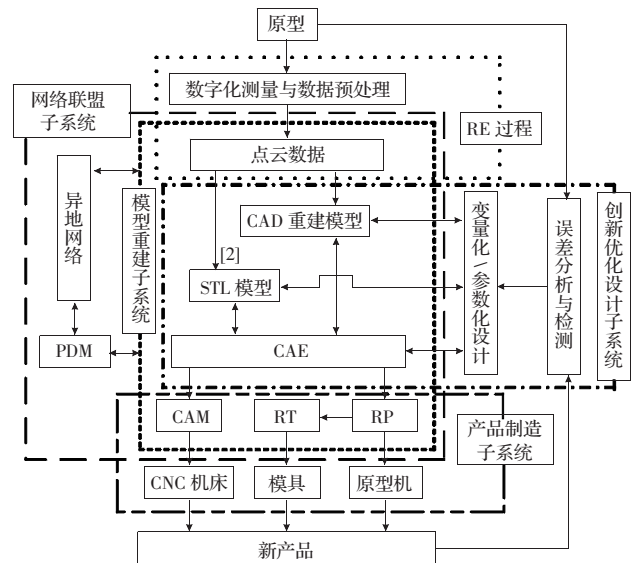 原型
数字化测量与数据预处理
网络联盟
子系统
RE 过程
点云数据
异地网络
模型重建子系统
CAD 重建模型
变量化/参数化设计
误差分析与检测
创新优化设计子系统
[2]
STL 模型
PDM
CAE
CAM
RT
RP
产品制造
子系统
CNC 机床
模具
原型机
新产品